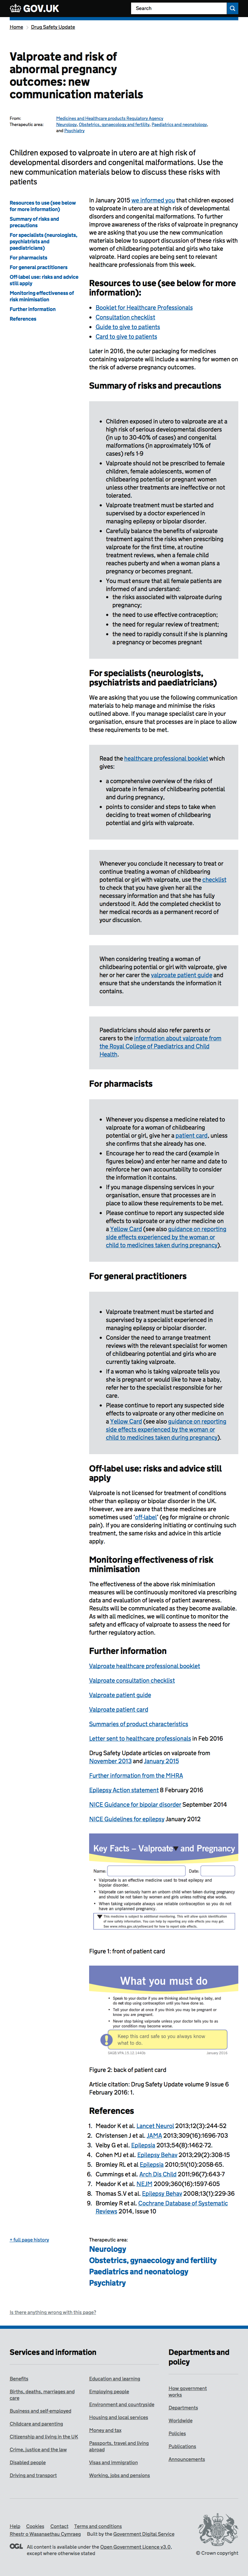 GOV.UK
Search
Home
Drug Safety Update
Valproate and risk of
abnormal pregnancy
outcomes: new
communication materials
From:
Medicines and Healthcare products Regulatory Agency
Therapeutic area:
Neurology, Obstetrics, gynaecology and fertility, Paediatrics and neonatology,
and Psychiatry
Children exposed to valproate in utero are at a high risk of
developmental disorders and congenital malformations. Use the
new communication materials below to discuss these risks with
patients
Resources to use (see below
for more information)
Summary of risks and
precautions
For specialists (neurologists,
psychiatrists and
paediatricians)
For pharmacists
For general practitioners
Off-label use: risks and advice
still apply
Monitoring effectiveness of
risk minimisation
Further information
References
In January 2015 we informed you that children exposed to
valproate in utero are at a high risk of developmental
disorders and congenital malformations. We are now
asking you to use new communication materials to
support discussion of these risks with women of
childbearing potential and girls who take valproate. We
will send the materials by post to relevant
healthcare professionals from this week.
Resources to use (see below for more
information):
Booklet for Healthcare Professionals
Consultation checklist
Guide to give to patients
Card to give to patients
Later in 2016, the outer packaging of medicines
containing valproate will include a warning for women on
the risk of abnormal pregnancy outcomes.
Summary of risks and precautions
Children exposed in utero to valproate are at a
high risk of serious developmental disorders
(in up to 30-40% of cases) and congenital
malformations (in approximately 10% of
cases) refs 1-9
Valproate should not be prescribed to female
children, female adolescents, women of
childbearing potential or pregnant women
unless other treatments are ineffective or not
tolerated.
Valproate treatment must be started and
supervised by a doctor experienced in
managing epilepsy or bipolar disorder.
Carefully balance the benefits of valproate
treatment against the risks when prescribing
valproate for the first time, at routine
treatment reviews, when a female child
reaches puberty and when a woman plans a
pregnancy or becomes pregnant.
You must ensure that all female patients are
informed of and understand:
the risks associated with valproate during
pregnancy;
the need to use effective contraception;
the need for regular review of treatment;
the need to rapidly consult if she is planning
a pregnancy or becomes pregnant
For specialists (neurologists,
psychiatrists and paediatricians)
We are asking that you use the following communication
materials to help manage and minimise the risks
outlined above. If you manage specialist care in your
organisation, ensure that processes to allow these
requirements to be met.
Read the healthcare professional booklet which
gives:
a comprehensive overview of the risks of
valproate in females of childbearing potential
and during pregnancy;
points to consider and steps to take when
deciding to treat women of childbearing
potential and girls with valproate.
Whenever you conclude it necessary to treat or
continue treating a woman of childbearing
potential or girl with valproate, use the checklist
to check that you have given her all the
necessary information and that she has fully
understood it. Add the completed checklist to
her medical records as a permanent record of
your discussion.
When considering treating a woman of
childbearing potential or girl with valproate, give
her or her carer the valproate patient guide and
ensure she understands the information it
contains.
Paediatricians should also refer parents or
carers to the information about valproate from
the Royal College of Paediatrics and Child
Health.
For pharmacists
Whenever you dispense a medicine related to
valproate for a woman of childbearing
potential or girl, give her a patient card, unless
she confirms that she already has one.
Encourage her to read the card (example in
figures below) and enter her name and date to
it. Make sure she understands the
information it contains.
If you manage dispensing services in your
organisation, ensure that processes are in
place to allow these requirements to be met.
Please continue to report any suspected side
effects to valproate or any other medicine on
a Yellow Card (see also guidance on reporting
side effects experienced by the woman or
child to medicines taken during pregnancy).
For general practitioners
Valproate treatment must be started and
supervised by a specialist experienced in
managing epilepsy or bipolar disorder.
Consider the need to arrange treatment
reviews with the relevant specialist for women
of childbearing potential and girls who are
currently taking valproate.
If a woman who is taking valproate tells you
she is pregnant or would like to have a baby,
refer her to the specialist responsible for her
care.
Please continue to report any suspected side
effects to valproate or any other medicine on
a Yellow Card (see also guidance on reporting
side effects experienced by the woman or
child to medicines taken during pregnancy).
Off-label use: risks and advice still
apply
Valproate is not licensed for treatment of conditions
other than epilepsy or bipolar disorder in the UK.
However, we are aware that these medicines are
sometimes used 'off-label' (eg for migraine or chronic
pain). If you are considering initiating or continuing such
treatment, the risks and advice in this article also
apply.
Monitoring effectiveness of risk
minimisation
The effectiveness of the above risk minimisation
measures will be continuously monitored via prescribing
data and by evaluating the levels of patient awareness.
Results will be communicated as they become available.
The information on risks associated with valproate will
be continuously assessed to determine the need for
further regulatory action.
Further information
Valproate healthcare professional booklet
Valproate consultation checklist
Valproate patient guide
Valproate patient card
Summaries of product characteristics
Letter sent to healthcare professionals in Feb 2016
Drug Safety Update articles on valproate from
November 2013 and January 2015
Further information from the MHRA
Epilepsy Action statement 8 February 2016
NICE Guidance for bipolar disorder September 2014
NICE Guidelines for epilepsy January 2012
Key Facts – Valproate▼ and Pregnancy
Name:
Date:
Valproate is an effective medicine used to treat epilepsy and
bipolar disorder.
Valproate can seriously harm an unborn child when taken during pregnancy
and should not be taken by women and girls unless nothing else works.
When taking valproate always use reliable contraception so you do not
have an unplanned pregnancy.
Figure 1: front of patient card
What you must do
Speak to your doctor if you are thinking about having a baby, and
do not stop using contraception until you have done so.
Tell your doctor at once if you think you may be pregnant or
know you are pregnant.
Never stop taking valproate unless your doctor tells you to as
your condition may become worse.
Keep this card safe so you always know
what to do.
January 2016
Figure 2: back of patient card
Article citation: Drug Safety Update volume 9 issue 6
February 2016: 1.
References
1. Meador K et al. Lancet Neurol 2013;12(3):244-52
2. Christensen J et al. JAMA 2013;309(16):1696-1703
3. Veiby G et al. Epilepsia 2013;54(8):1462-72.
4. Cohen MJ et al. Epilepsy Behav 2013;29(2):308-15
5. Bromley RL et al Epilepsia 2010;51(10):2058-65.
6. Cummings et al. Arch Dis Child 2011;96(7):643-7
7. Meador K et al. NEJM 2009;360(16):1597-605
8. Thomas S.V et al. Epilepsy Behav 2008;13(1):229-36
9. Bromley R et al. Cochrane Database of Systematic
Reviews 2014, Issue 10
+ full page history
Therapeutic area:
Neurology
Obstetrics, gynaecology and fertility
Paediatrics and neonatology
Psychiatry
Is there anything wrong with this page?
Services and information
Benefits
Births, deaths, marriages and
care
Business and self-employed
Childcare and parenting
Citizenship and living in the UK
Crime, justice and the law
Disabled people
Driving and transport
Education and learning
Employing people
Environment and countryside
Housing and local services
Money and tax
Passports, travel and living
abroad
Visas and immigration
Working, jobs and pensions
Departments and
policy
How government
works
Departments
Worldwide
Policies
Publications
Announcements
Help Cookies Contact Terms and conditions
Rhestr o Wasanaethau Cymraeg Built by the Government Digital Service
OGL All content is available under the Open Government Licence v3.0,
except where otherwise stated
© Crown copyright